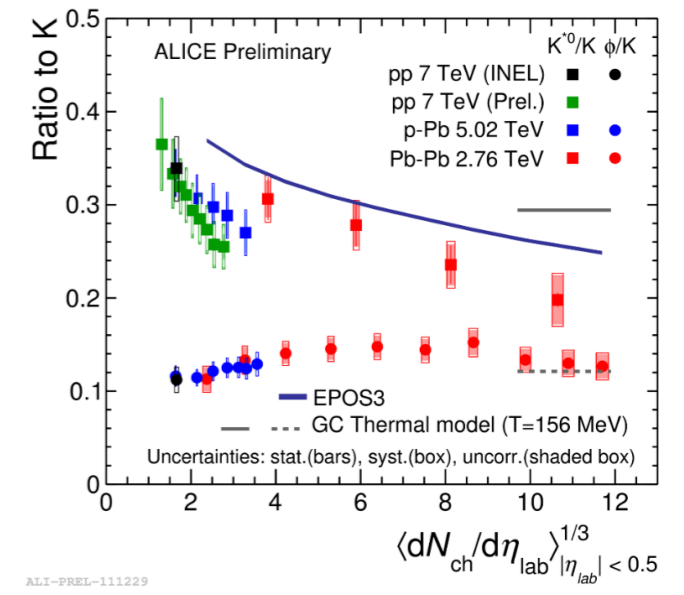 Ratio to K
0.5
0.4
0.3
0.2
0.1
0
ALICE Preliminary
K*0/K ϕ/K
pp 7 TeV (INEL)
pp 7 TeV (Prel.)
p-Pb 5.02 TeV
Pb-Pb 2.76 TeV
EPOS3
GC Thermal model (T=156 MeV)
Uncertainties: stat.(bars), syst.(box), uncorr.(shaded box)
0 2 4 6 8 10 12
⟨dNch/dηlab⟩1/3|ηlab| < 0.5
ALI-PREL-111229